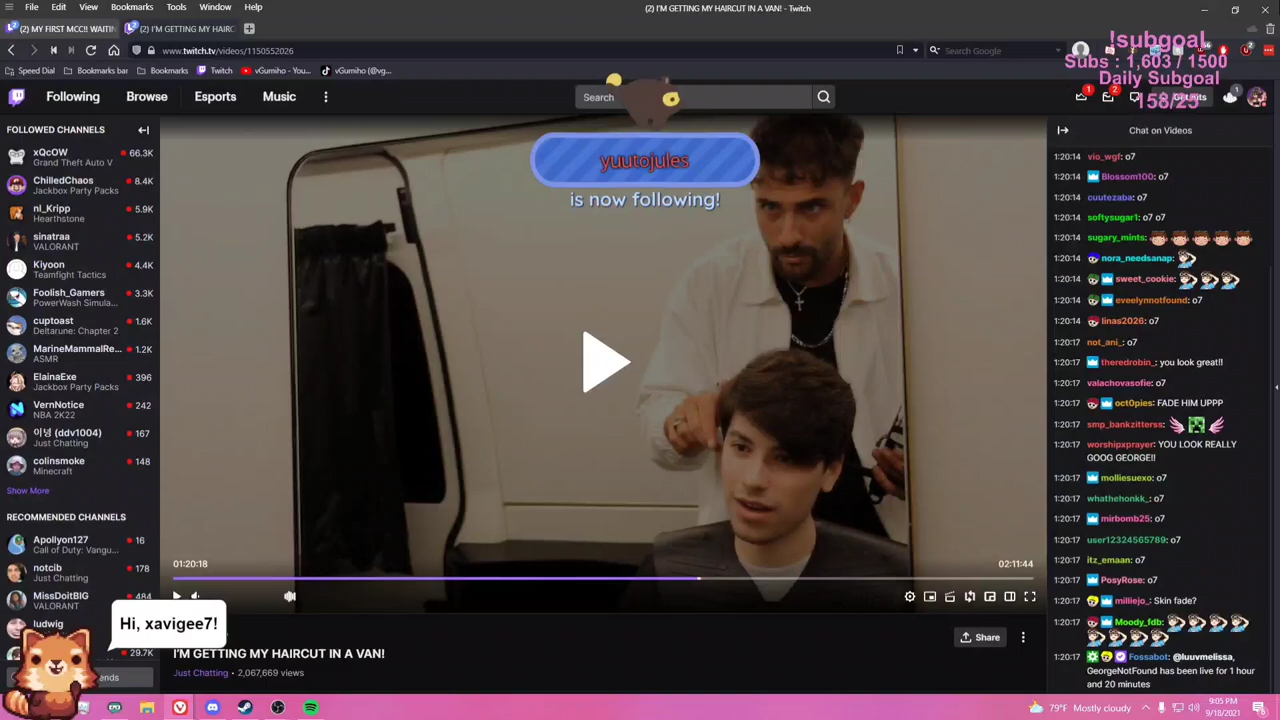 File Edit View Bookmarks Tools Window Help
(2) I'M GETTING MY HAIRCUT IN A VAN! - Twitch
(2) MY FIRST MCC!! WAITIN
(2) I'M GETTING MY HAIRC
www.twitch.tv/videos/1150552026
Search Google
Speed Dial Bookmarks bar Bookmarks Twitch vGumiho - You... vGumiho (@vg...
!subgoal
Subs : 1,603 / 1500
Daily Subgoal
158/25
Following Browse Esports Music
Search
1 2 1
FOLLOWED CHANNELS
xQcOW 66.3K
Grand Theft Auto V
ChilledChaos 8.4K
Jackbox Party Packs
nl_Kripp 5.9K
Hearthstone
sinatraa 5.2K
VALORANT
Kiyoon 4.4K
Teamfight Tactics
Foolish_Gamers 3.3K
PowerWash Simula...
cuptoast 1.6K
Deltarune: Chapter 2
MarineMammalRe... 1.2K
ASMR
ElainaExe 396
Jackbox Party Packs
VernNotice 242
NBA 2K22
이녕 (ddv1004) 167
Just Chatting
colinsmoke 148
Minecraft
Show More
RECOMMENDED CHANNELS
Apollyon127 16
Call of Duty: Vangu...
notcib 178
Just Chatting
MissDoitBIG 484
VALORANT
ludwig
29.7K
Hi, xavigee7!
yuutojules
is now following!
01:20:18
02:11:44
I'M GETTING MY HAIRCUT IN A VAN!
Just Chatting 2,067,669 views
Share
Chat on Videos
1:20:14 vio_wgf: o7
1:20:14 Blossom100: o7
1:20:14 cuutezaba: o7
1:20:14 softysugar1: o7 o7
1:20:14 sugary_mints:
1:20:14 nora_needsanap:
1:20:14 sweet_cookie:
1:20:14 eveelynnotfound: o7
1:20:14 linas2026: o7
1:20:17 not_ani_: o7
1:20:17 theredrobin_: you look great!!
1:20:17 valachovasofie: o7
1:20:17 oct0pies: FADE HIM UPPP
1:20:17 smp_bankzitterss:
1:20:17 worshipxprayer: YOU LOOK REALLY
GOOG GEORGE!!
1:20:17 molliesuexo: o7
1:20:17 whathehonkk_: o7
1:20:17 mirbomb25: o7
1:20:17 user12324565789: o7
1:20:17 itz_emaan: o7
1:20:17 PosyRose: o7
1:20:17 milliejo_: Skin fade?
1:20:17 Moody_fdb:
1:20:17 Fossabot: @luuvmelissa,
GeorgeNotFound has been live for 1 hour
and 20 minutes
79°F Mostly cloudy
9:05 PM
9/18/2021